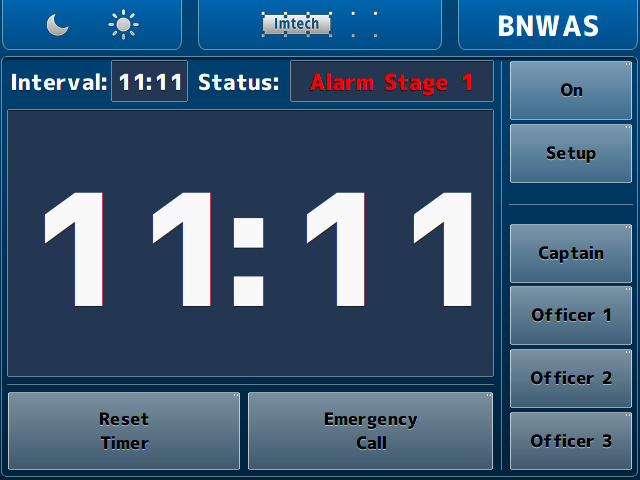 Imtech
BNWAS
Interval: 11:11 Status: Alarm Stage 1
On
Setup
11:11
Captain
Officer 1
Officer 2
Officer 3
Reset
Timer
Emergency
Call